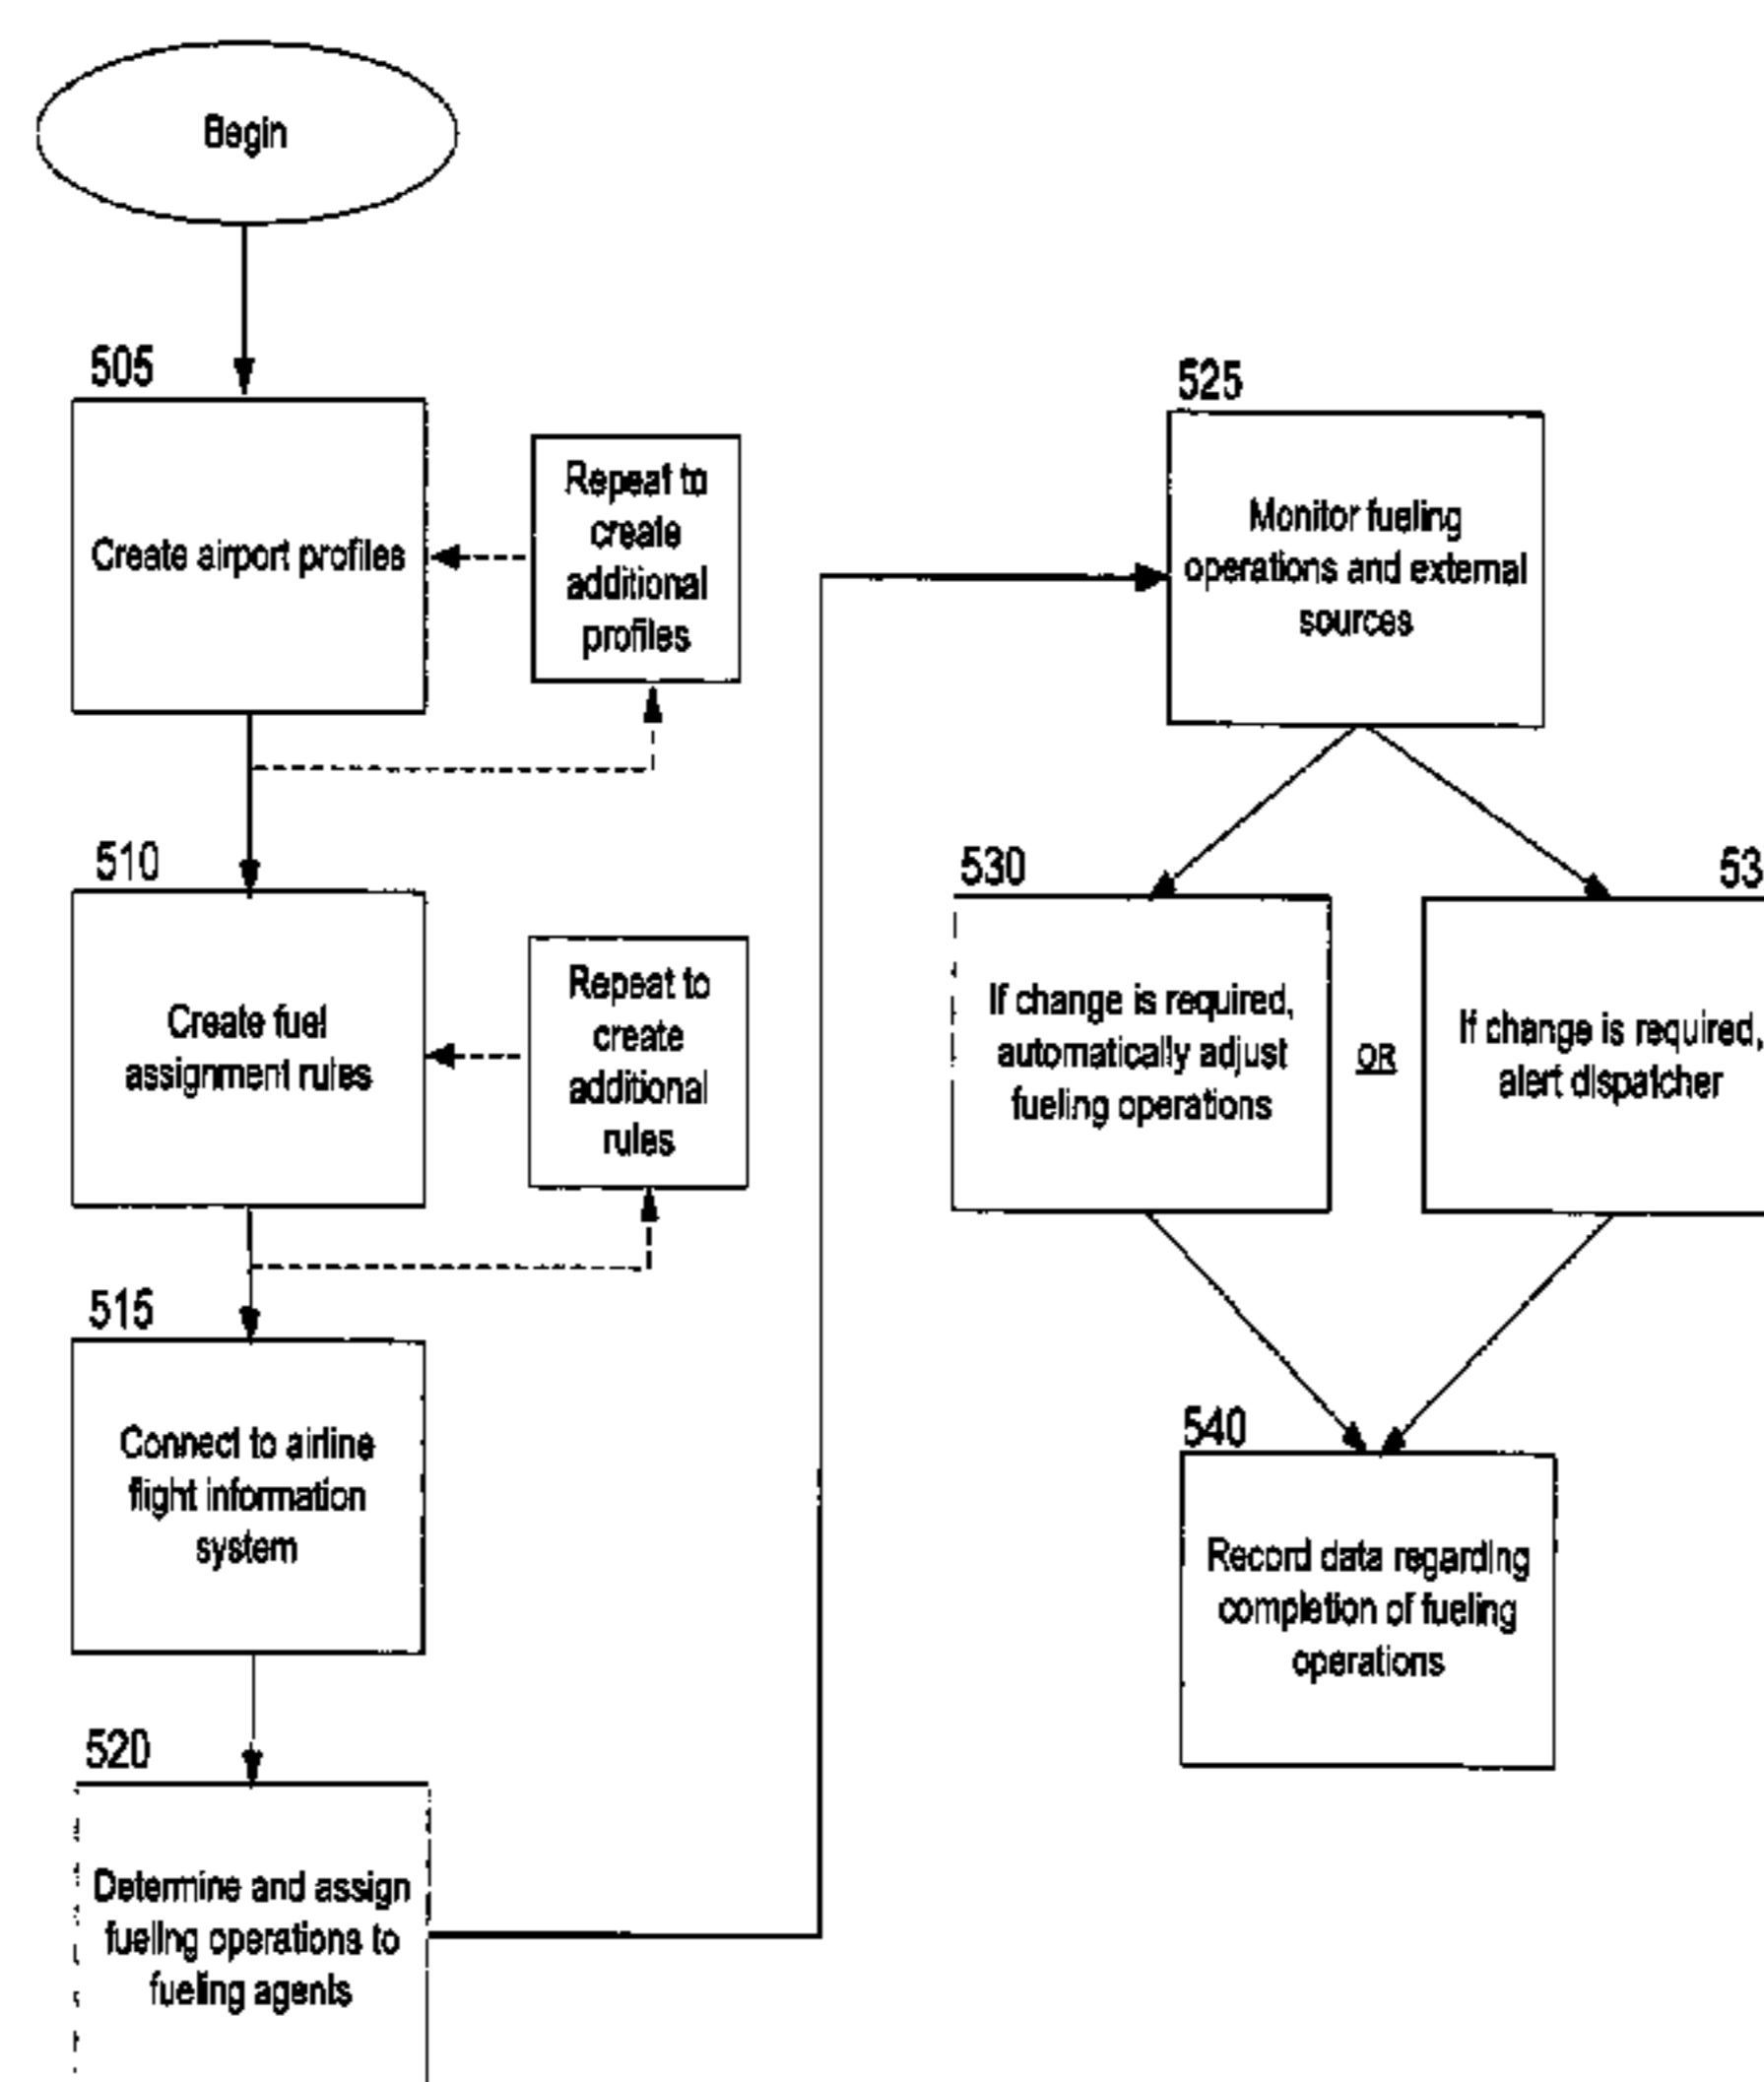 Begin
505
Create airport profiles
Repeat to
create
additional
profiles
510
Create fuel
assignment rules
Repeat to
create
additional
rules
515
Connect to airline
flight information
system
520
Determine and assign
fueling operations to
fueling agents
525
Monitor fueling
operations and external
sources
530
If change is required,
automatically adjust
fueling operations
OR
53
If change is required,
alert dispatcher
540
Record data regarding
completion of fueling
operations